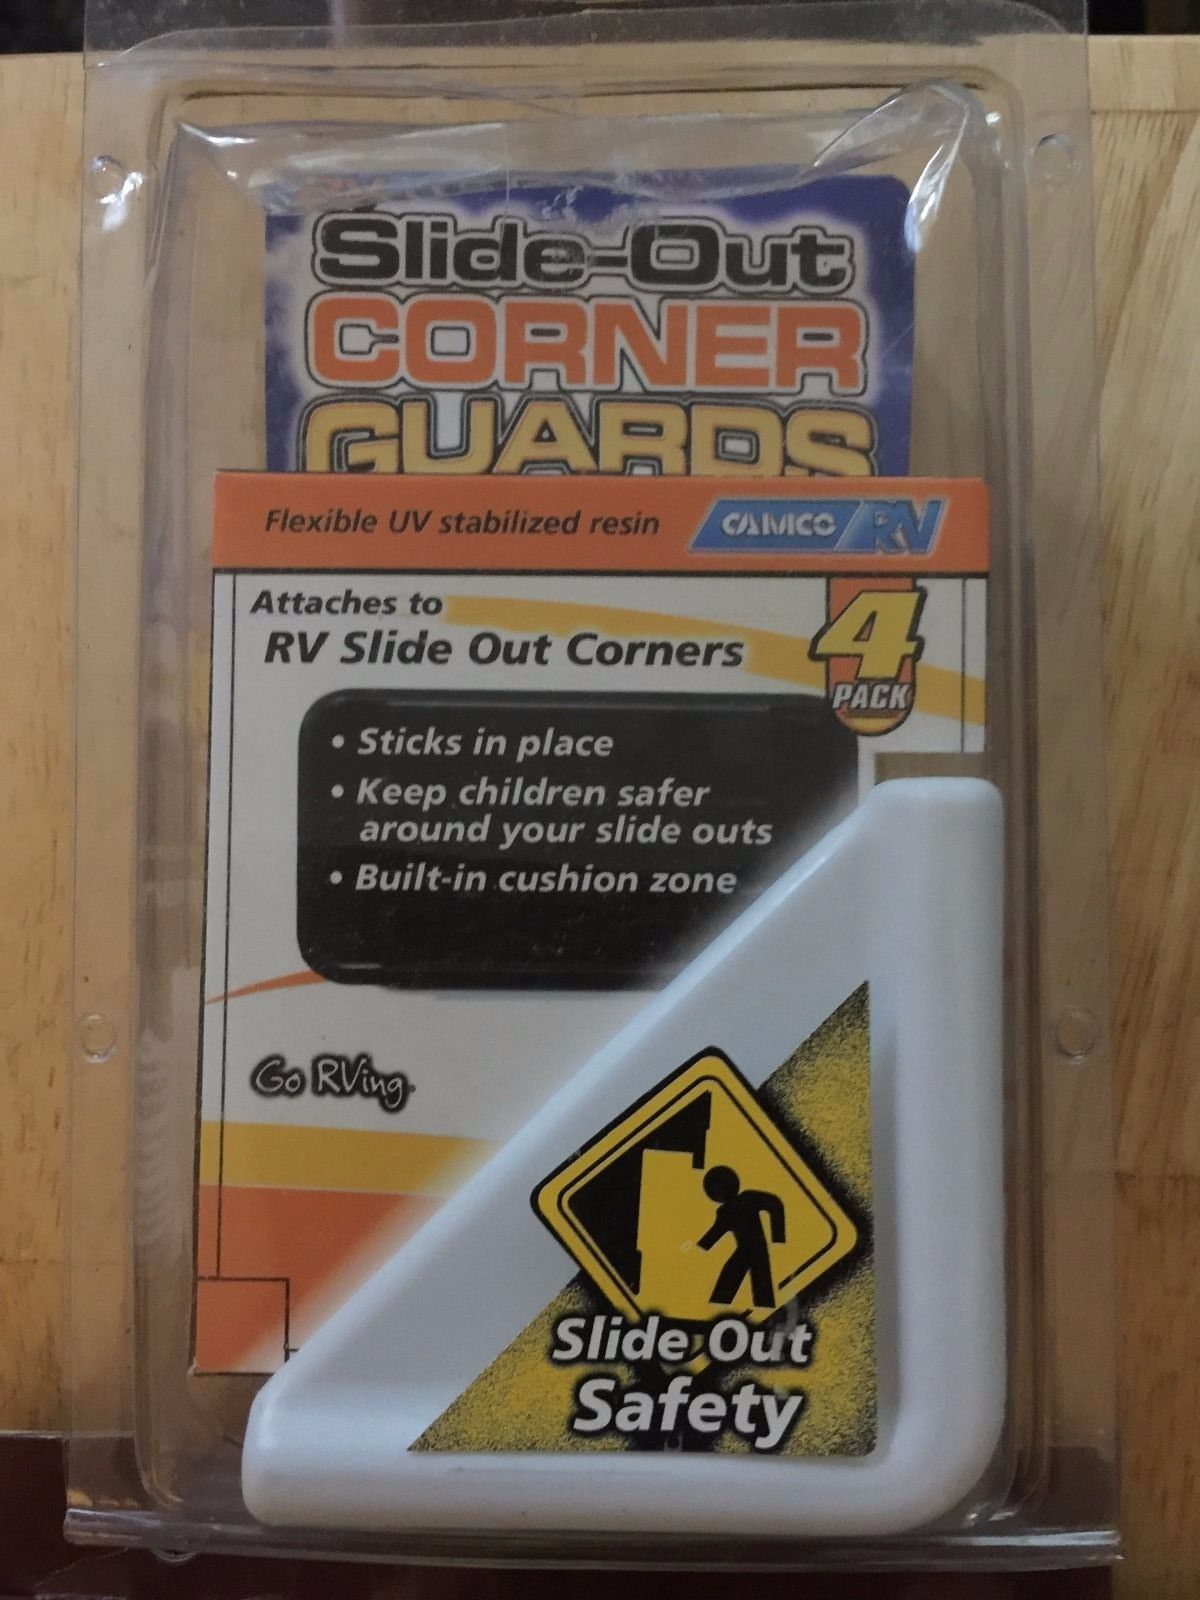 Slide-Out
CORNER
GUARDS
Flexible UV stabilized resin
CAMCO RV
Attaches to
RV Slide Out Corners
4
PACK
• Sticks in place
• Keep children safer
around your slide outs
• Built-in cushion zone
Go RVing
Slide Out
Safety